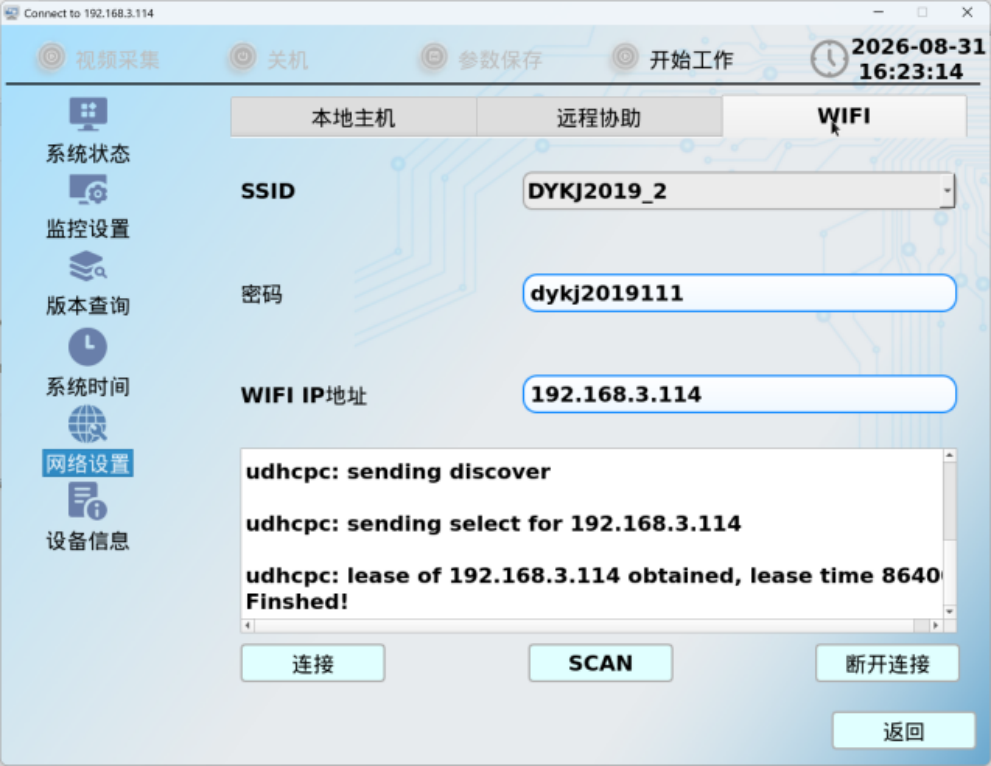 Connect to 192.168.3.114
视频采集
关机
参数保存
开始工作
2026-08-31
16:23:14
系统状态
监控设置
版本查询
系统时间
网络设置
设备信息
本地主机
远程协助
WIFI
SSID
DYKJ2019_2
密码
dykj2019111
WIFI IP地址
192.168.3.114
udhcpc: sending discover
udhcpc: sending select for 192.168.3.114
udhcpc: lease of 192.168.3.114 obtained, lease time 8640
Finshed!
连接
SCAN
断开连接
返回